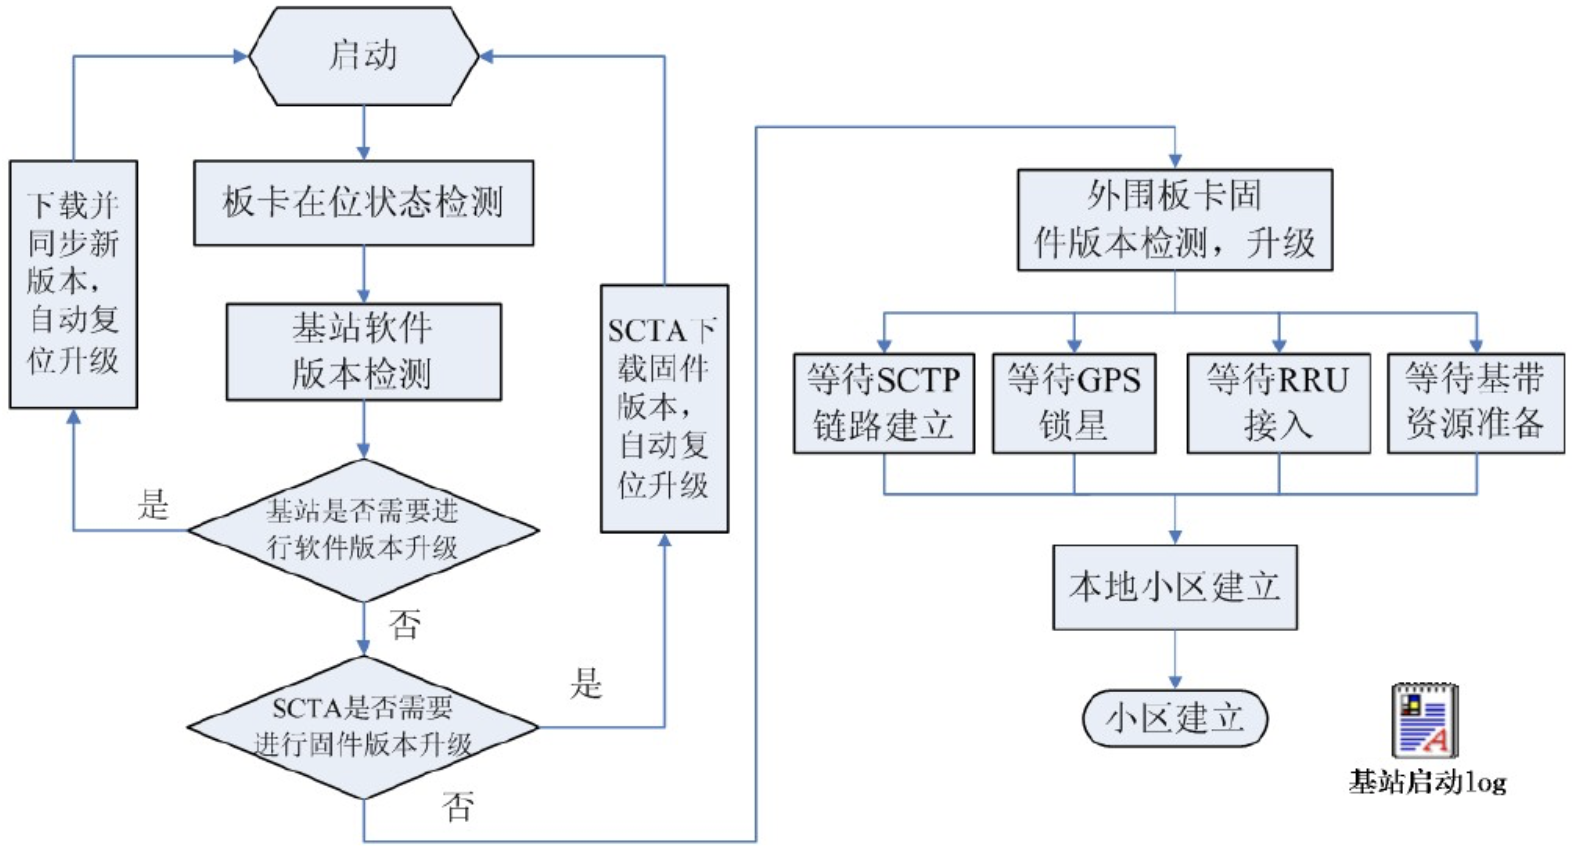 启动
板卡在位状态检测
基站软件
版本检测
下载并
同步新
版本，
自动复
位升级
SCTA下
载固件
版本，
自动复
位升级
是
基站是否需要进
行软件版本升级
否
SCTA是否需要
进行固件版本升级
是
否
外围板卡固
件版本检测，升级
等待SCTP
链路建立
等待GPS
锁星
等待RRU
接入
等待基带
资源准备
本地小区建立
小区建立
基站启动log